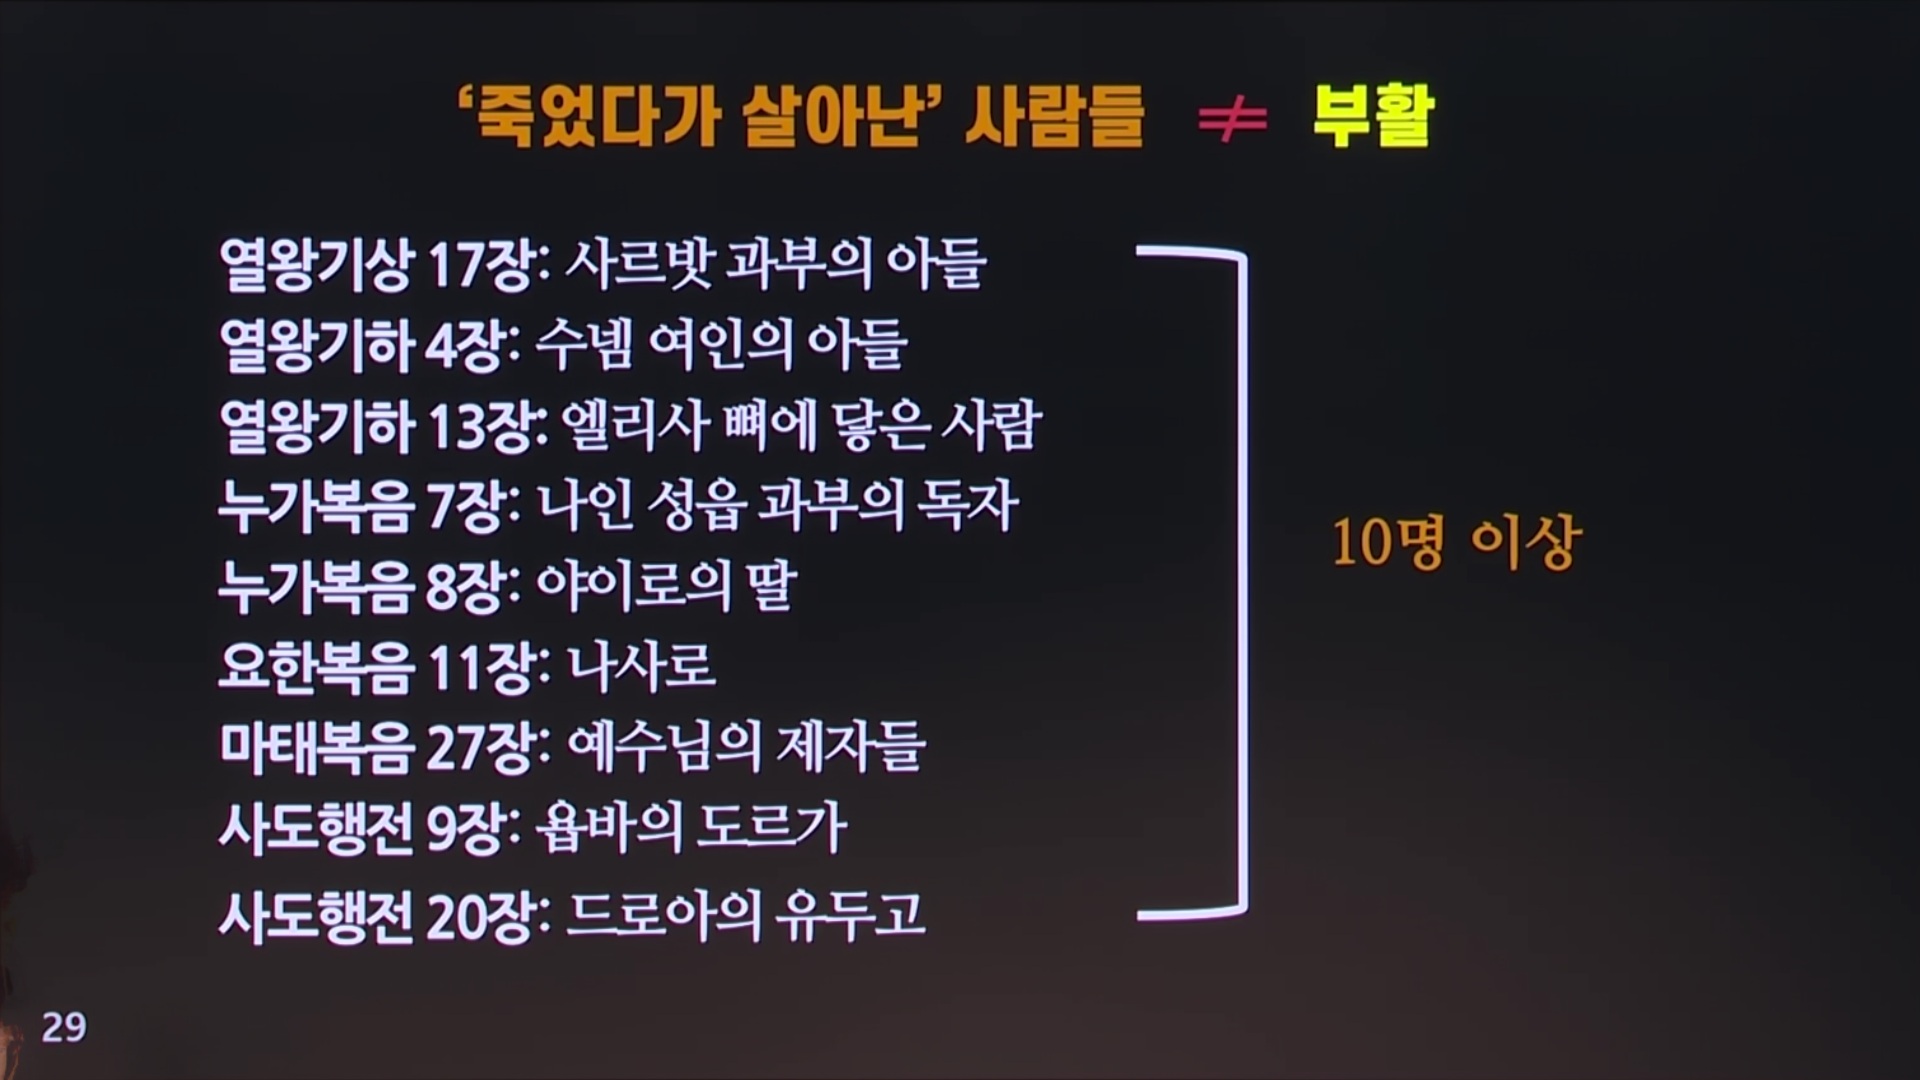 ‘죽었다가 살아난’ 사람들 ≠ 부활
열왕기상 17장: 사르밧 과부의 아들
열왕기하 4장: 수넴 여인의 아들
열왕기하 13장: 엘리사 뼈에 닿은 사람
누가복음 7장: 나인 성읍 과부의 독자
누가복음 8장: 야이로의 딸
요한복음 11장: 나사로
마태복음 27장: 예수님의 제자들
사도행전 9장: 욥바의 도르가
사도행전 20장: 드로아의 유두고
10명 이상
29